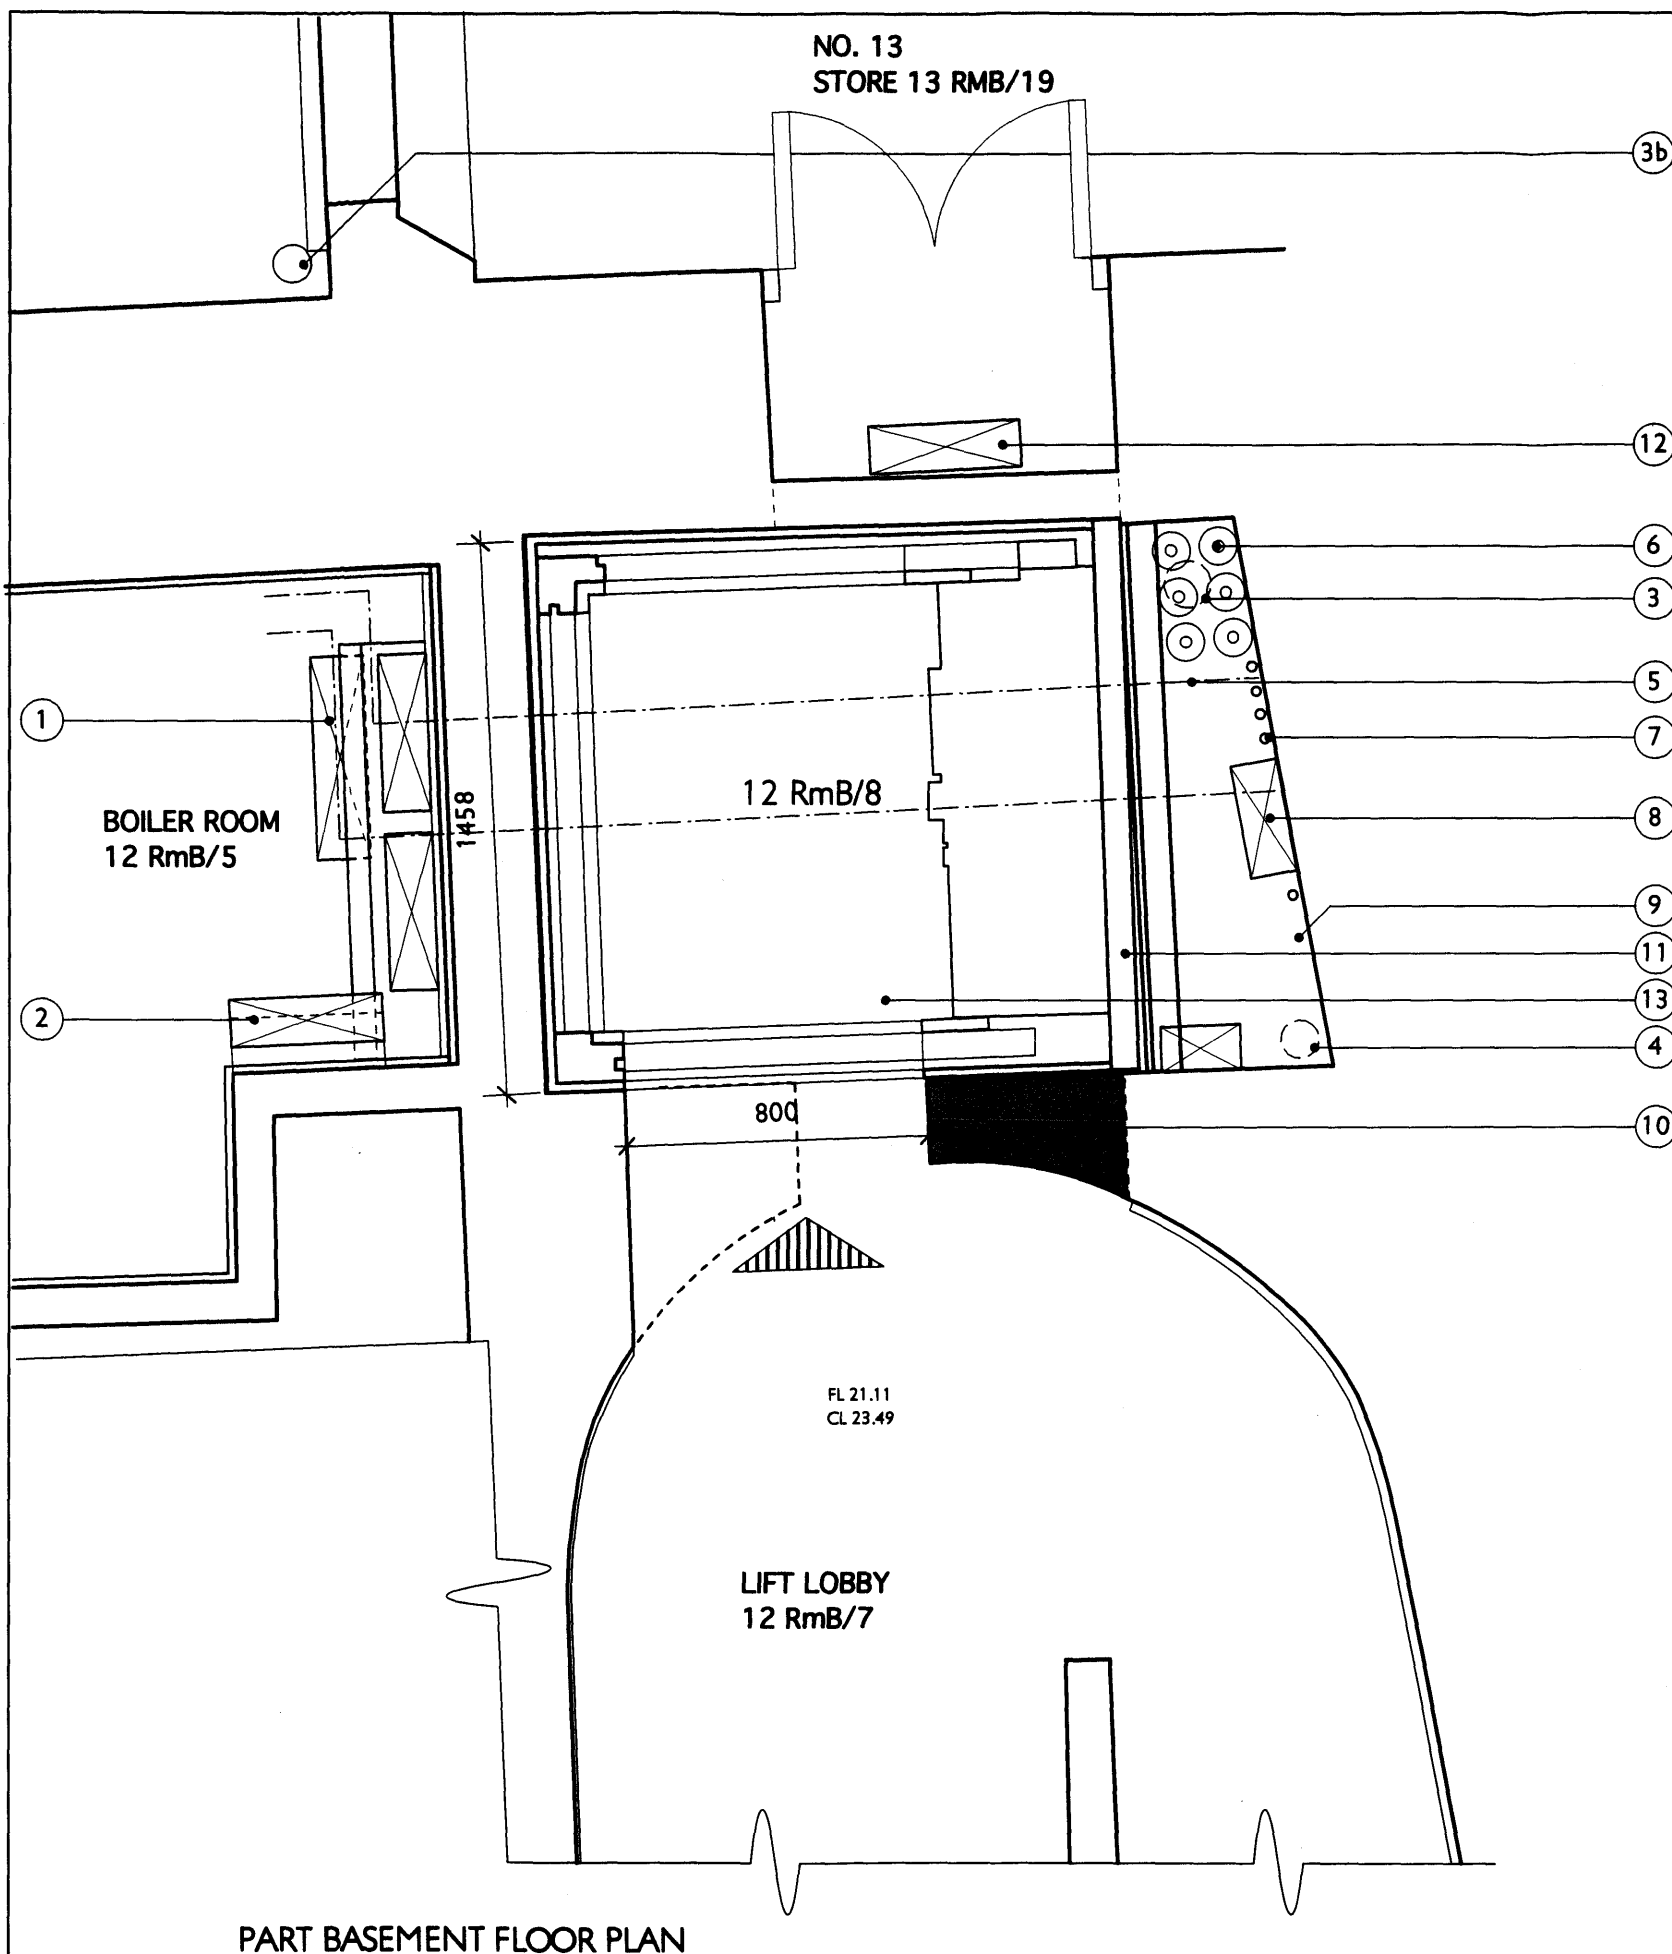 NO. 13
STORE 13 RMB/19
3b
12
6
3
5
1
7
12 RmB/8
1458
BOILER ROOM
12 RmB/5
8
9
11
13
2
4
800
10
FL 21.11
CL 23.49
LIFT LOBBY
12 RmB/7
PART BASEMENT FLOOR PLAN